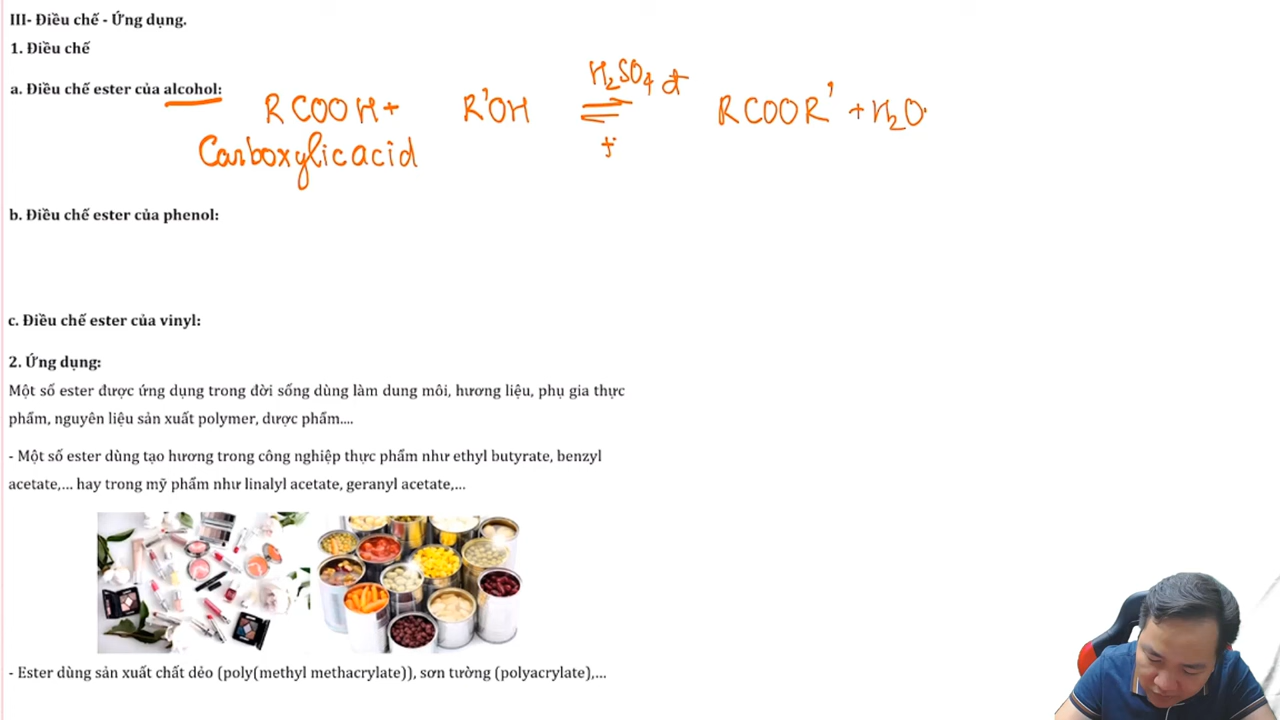 III- Điều chế - Ứng dụng.
1. Điều chế
a. Điều chế ester của alcohol:
H₂SO₄ đ
RCOOH + R'OH ⇌ RCOOR' + H₂O
t
Carboxylic acid
b. Điều chế ester của phenol:
c. Điều chế ester của vinyl:
2. Ứng dụng:
Một số ester được ứng dụng trong đời sống dùng làm dung môi, hương liệu, phụ gia thực
phẩm, nguyên liệu sản xuất polymer, dược phẩm....
- Một số ester dùng tạo hương trong công nghiệp thực phẩm như ethyl butyrate, benzyl
acetate,... hay trong mỹ phẩm như linalyl acetate, geranyl acetate,...
- Ester dùng sản xuất chất dẻo (poly(methyl methacrylate)), sơn tường (polyacrylate),...